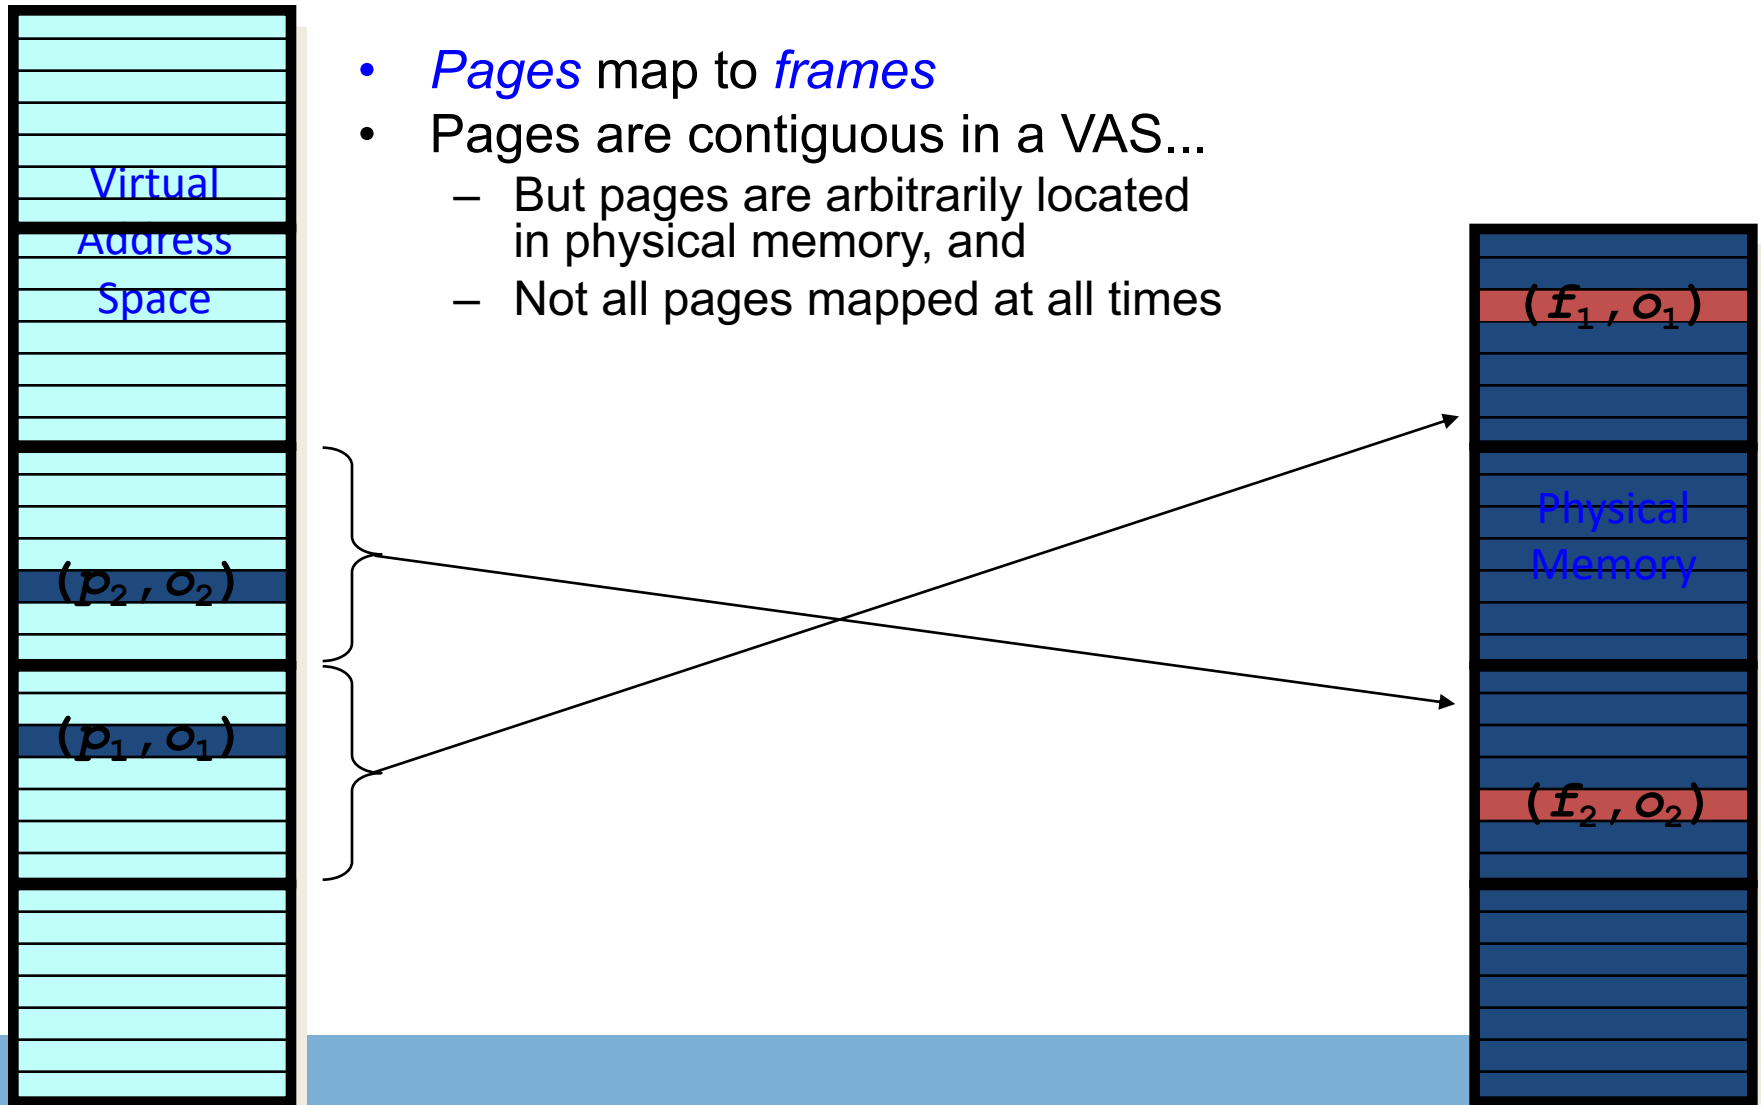 • Pages map to frames
• Pages are contiguous in a VAS...
– But pages are arbitrarily located
in physical memory, and
– Not all pages mapped at all times
Virtual
Address
Space
(p₂,o₂)
(p₁,o₁)
(f₁,o₁)
Physical
Memory
(f₂,o₂)